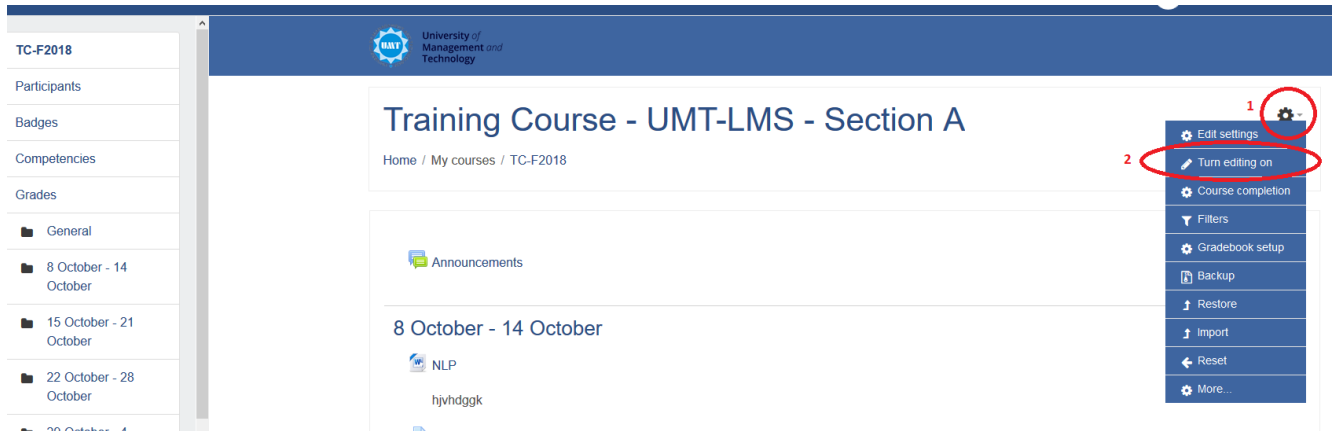 University of
Management and
Technology
UMT
TC-F2018
Participants
Badges
Competencies
Grades
General
8 October - 14
October
15 October - 21
October
22 October - 28
October
29 October - 4
Training Course - UMT-LMS - Section A
Home / My courses / TC-F2018
1
2
Edit settings
Turn editing on
Course completion
Filters
Gradebook setup
Backup
Restore
Import
Reset
More...
Announcements
8 October - 14 October
NLP
hjvhdggk